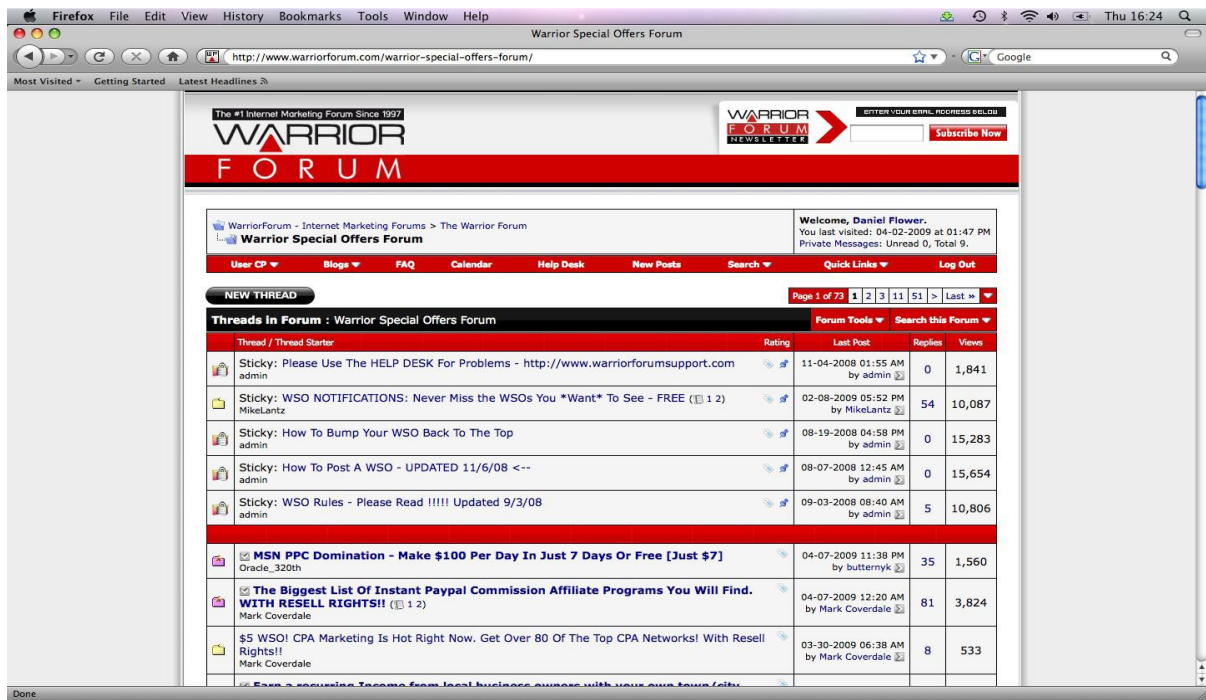 Firefox File Edit View History Bookmarks Tools Window Help Thu 16:24
Warrior Special Offers Forum
http://www.warriorforum.com/warrior-special-offers-forum/ Google
Most Visited Getting Started Latest Headlines
The #1 Internet Marketing Forum Since 1997
WARRIOR
FORUM
WARRIOR
FORUM
NEWSLETTER
ENTER YOUR EMAIL ADDRESS BELOW
Subscribe Now
WarriorForum - Internet Marketing Forums > The Warrior Forum
Warrior Special Offers Forum
Welcome, Daniel Flower.
You last visited: 04-02-2009 at 01:47 PM
Private Messages: Unread 0, Total 9.
User CP Blogs FAQ Calendar Help Desk New Posts Search Quick Links Log Out
NEW THREAD
Page 1 of 73 1 2 3 11 51 > Last »
Threads in Forum : Warrior Special Offers Forum Forum Tools Search this Forum
Thread / Thread Starter Rating Last Post Replies Views
Sticky: Please Use The HELP DESK For Problems - http://www.warriorforumsupport.com
admin
11-04-2008 01:55 AM
by admin
0 1,841
Sticky: WSO NOTIFICATIONS: Never Miss the WSOs You *Want* To See - FREE ( 1 2)
MikeLantz
02-08-2009 05:52 PM
by MikeLantz
54 10,087
Sticky: How To Bump Your WSO Back To The Top
admin
08-19-2008 04:58 PM
by admin
0 15,283
Sticky: How To Post A WSO - UPDATED 11/6/08 <--
admin
08-07-2008 12:45 AM
by admin
0 15,654
Sticky: WSO Rules - Please Read !!!!! Updated 9/3/08
admin
09-03-2008 08:40 AM
by admin
5 10,806
MSN PPC Domination - Make $100 Per Day In Just 7 Days Or Free [Just $7]
Oracle_320th
04-07-2009 11:38 PM
by butternyk
35 1,560
The Biggest List Of Instant Paypal Commission Affiliate Programs You Will Find.
WITH RESELL RIGHTS!! ( 1 2)
Mark Coverdale
04-07-2009 12:20 AM
by Mark Coverdale
81 3,824
$5 WSO! CPA Marketing Is Hot Right Now. Get Over 80 Of The Top CPA Networks! With Resell
Rights!!
Mark Coverdale
03-30-2009 06:38 AM
by Mark Coverdale
8 533
Earn a recurring Income from local business owners with your own town/city
Done